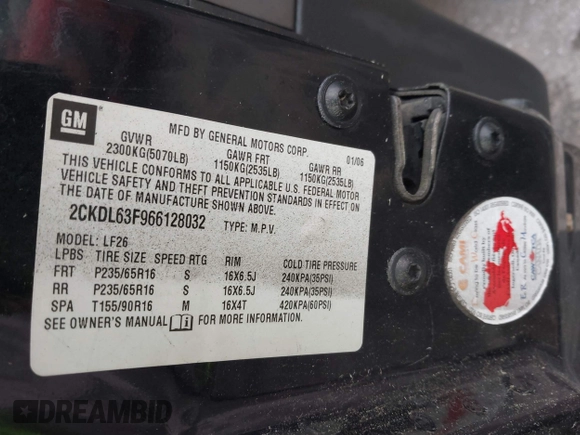 GM
MFD BY GENERAL MOTORS CORP. 01/06
GVWR GAWR FRT GAWR RR
2300KG(5070LB) 1150KG(2535LB) 1150KG(2535LB)
THIS VEHICLE CONFORMS TO ALL APPLICABLE U.S. FEDERAL MOTOR
VEHICLE SAFETY AND THEFT PREVENTION STANDARDS IN EFFECT ON
THE DATE OF MANUFACTURE SHOWN ABOVE.
2CKDL63F966128032 TYPE: M.P.V.
MODEL: LF26
LPBS TIRE SIZE SPEED RTG RIM COLD TIRE PRESSURE
FRT P235/65R16 S 16X6.5J 240KPA(35PSI)
RR P235/65R16 S 16X6.5J 240KPA(35PSI)
SPA T155/90R16 M 16X4T 420KPA(60PSI)
SEE OWNER'S MANUAL FOR MORE INFORMATION.
CAMI
DREAMBID